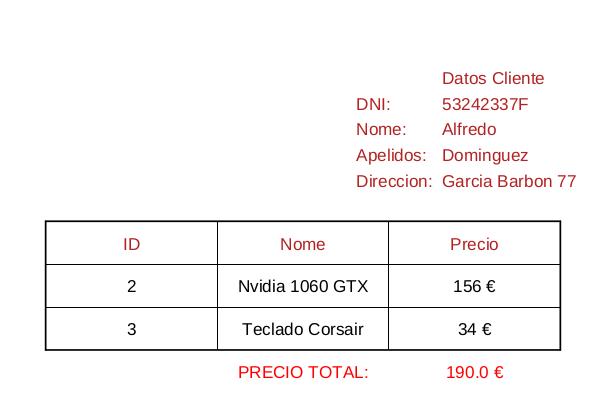 Datos Cliente
DNI: 53242337F
Nome: Alfredo
Apelidos: Dominguez
Direccion: Garcia Barbon 77
ID Nome Precio
2 Nvidia 1060 GTX 156 €
3 Teclado Corsair 34 €
PRECIO TOTAL: 190.0 €